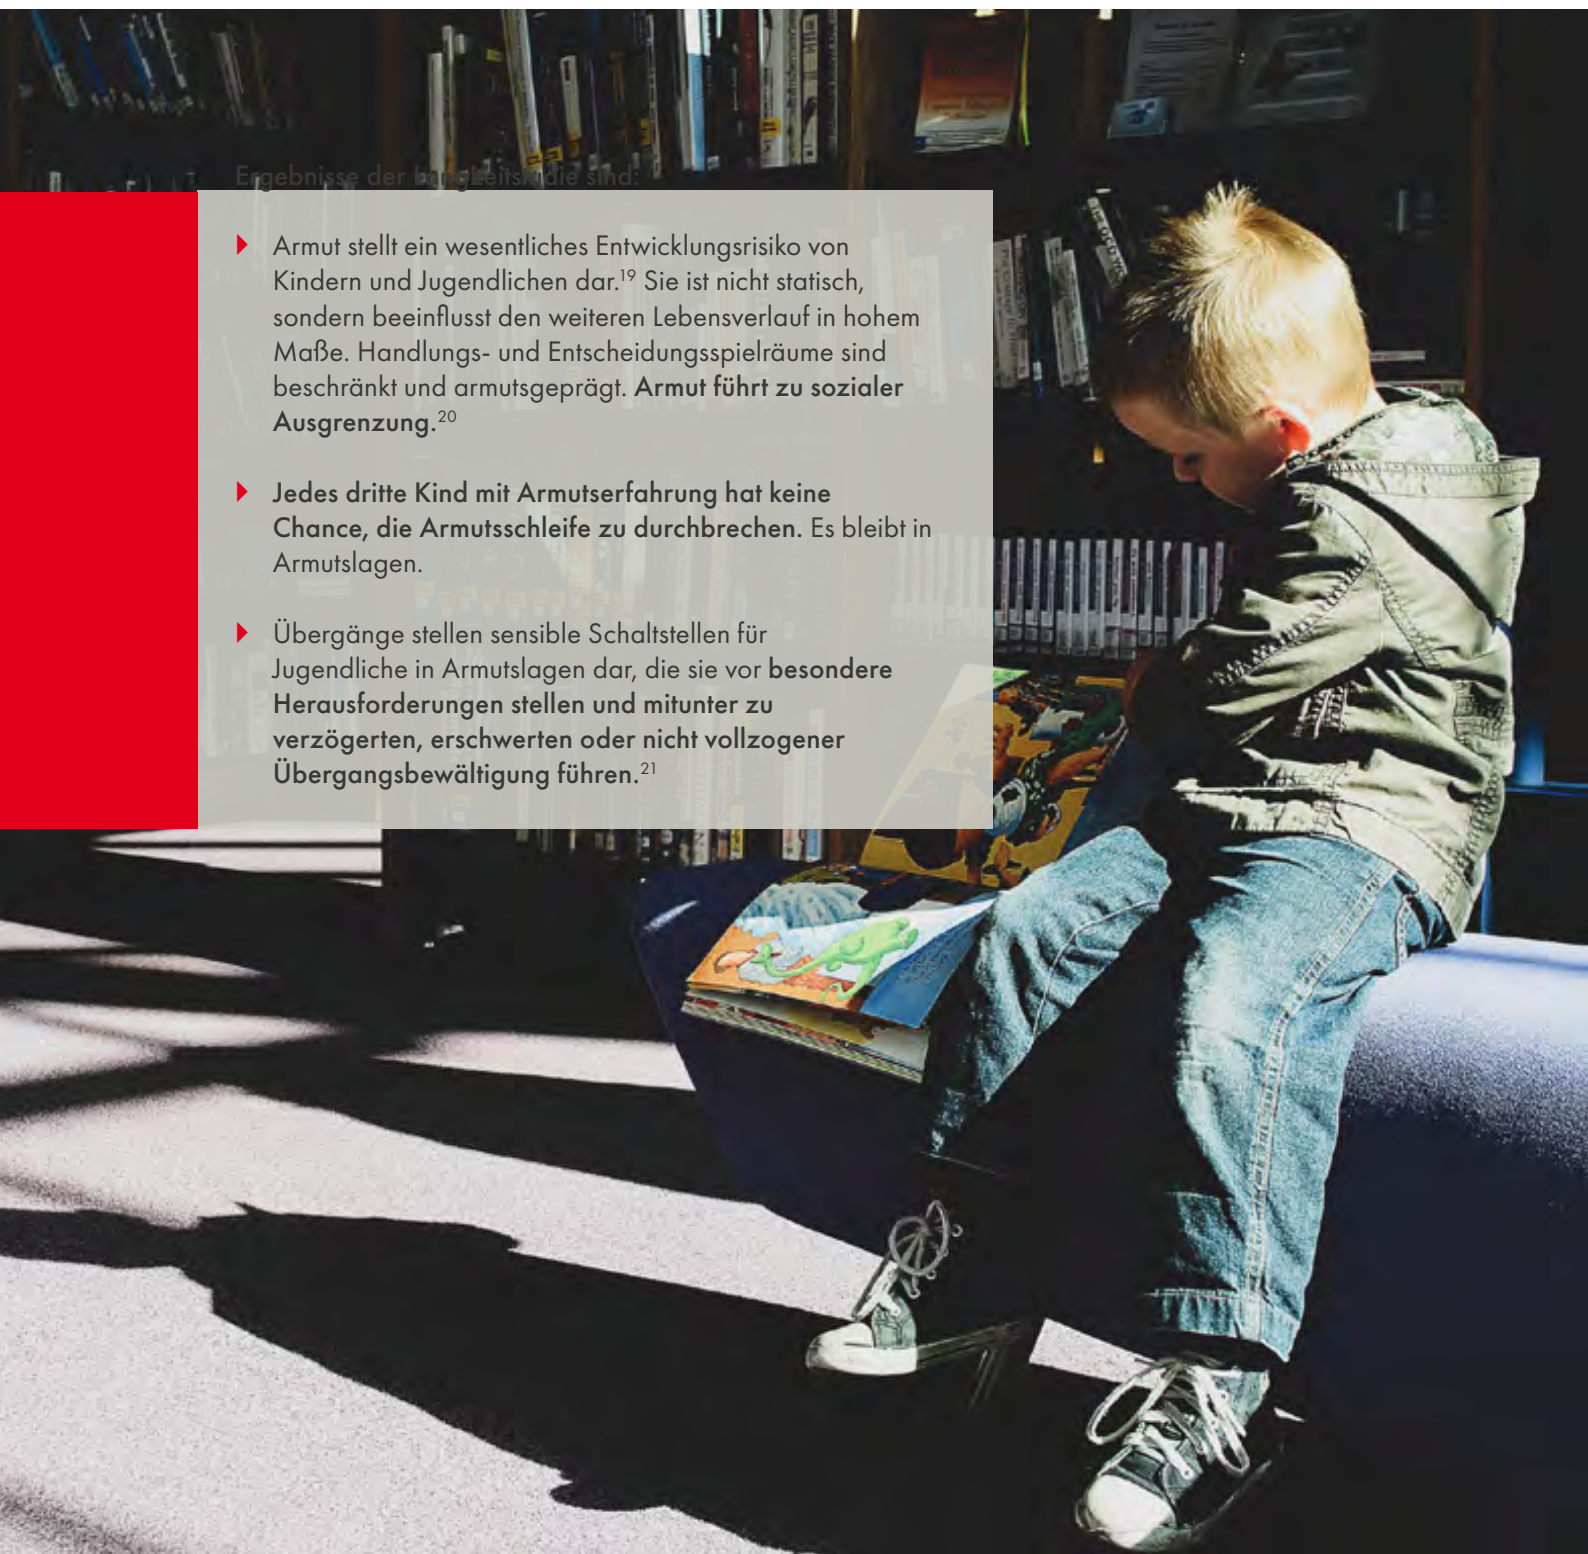 Ergebnisse der Langzeitstudie sind:
Armut stellt ein wesentliches Entwicklungsrisiko von
Kindern und Jugendlichen dar.¹⁹ Sie ist nicht statisch,
sondern beeinflusst den weiteren Lebensverlauf in hohem
Maße. Handlungs- und Entscheidungsspielräume sind
beschränkt und armutsgeprägt. Armut führt zu sozialer
Ausgrenzung.²⁰
Jedes dritte Kind mit Armutserfahrung hat keine
Chance, die Armutsschleife zu durchbrechen. Es bleibt in
Armutslagen.
Übergänge stellen sensible Schaltstellen für
Jugendliche in Armutslagen dar, die sie vor besondere
Herausforderungen stellen und mitunter zu
verzögerten, erschwerten oder nicht vollzogener
Übergangsbewältigung führen.²¹